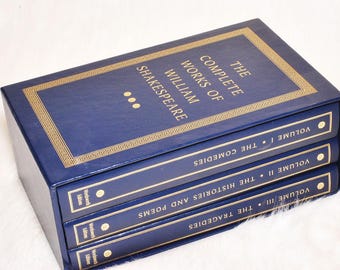 THE
COMPLETE
WORKS OF
WILLIAM
SHAKESPEARE
VOLUME I • THE COMEDIES
VOLUME II • THE HISTORIES AND POEMS
VOLUME III • THE TRAGEDIES